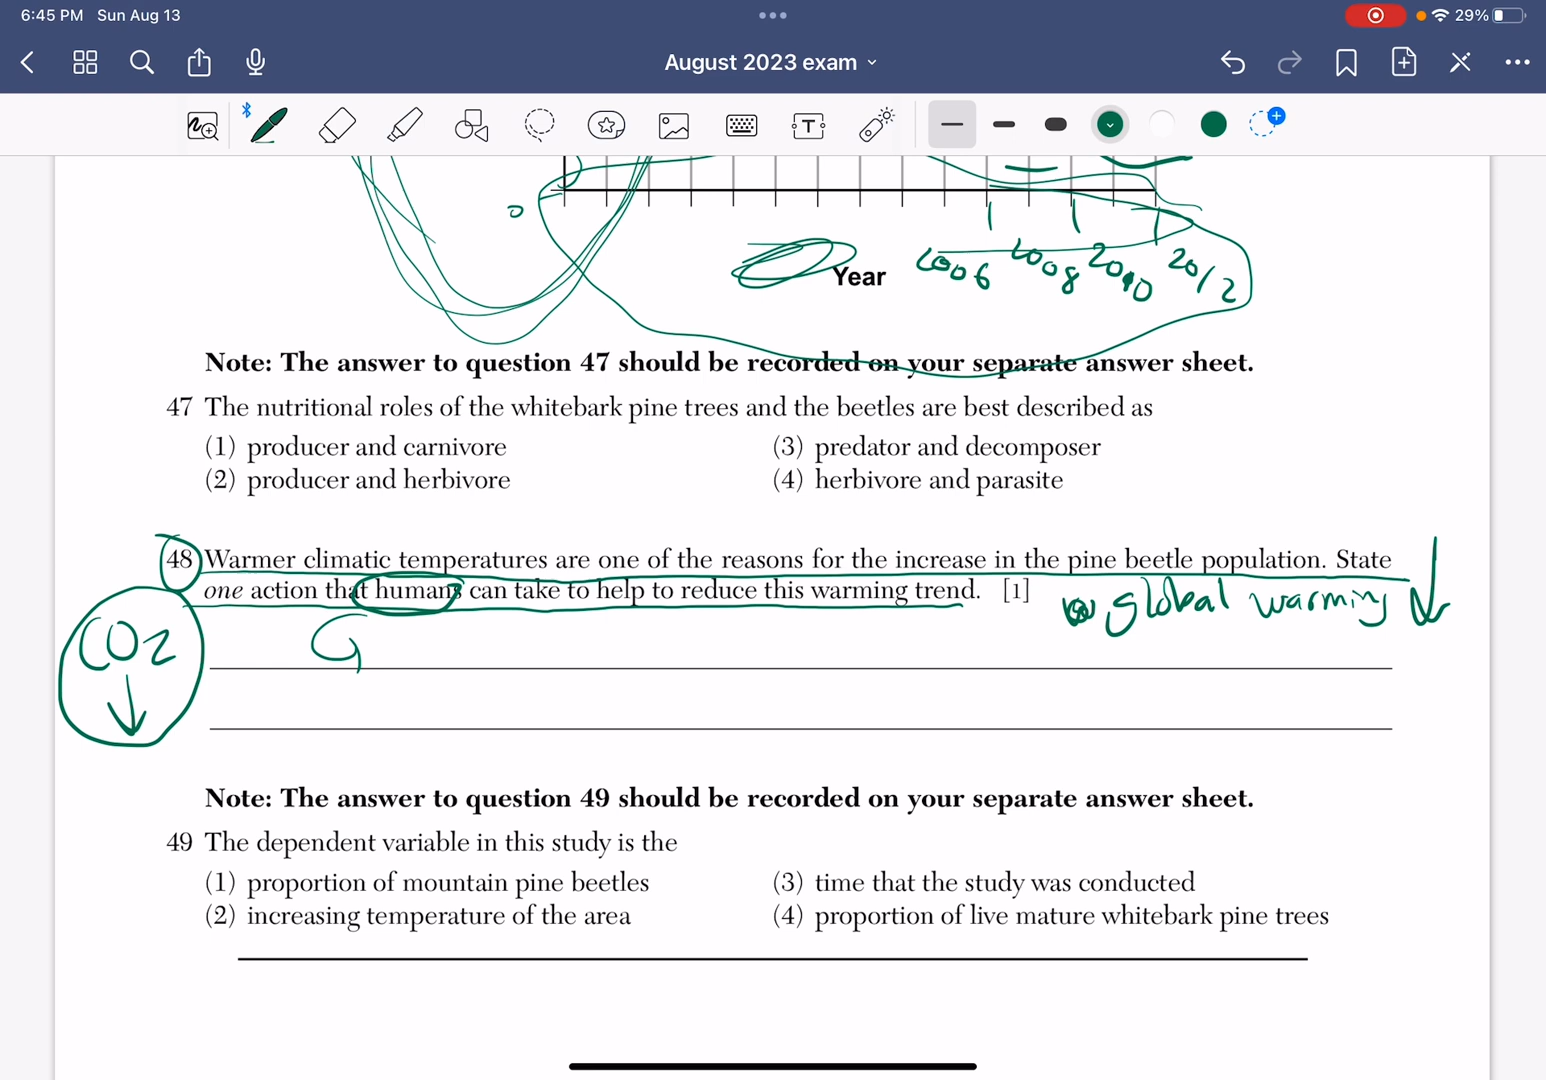 6:45 PM Sun Aug 13
29%
August 2023 exam
0
Year
2006 2008 2010 2012
Note: The answer to question 47 should be recorded on your separate answer sheet.
47 The nutritional roles of the whitebark pine trees and the beetles are best described as
(1) producer and carnivore
(2) producer and herbivore
(3) predator and decomposer
(4) herbivore and parasite
48 Warmer climatic temperatures are one of the reasons for the increase in the pine beetle population. State
one action that humans can take to help to reduce this warming trend. [1]
global warming ↓
CO2
↓
Note: The answer to question 49 should be recorded on your separate answer sheet.
49 The dependent variable in this study is the
(1) proportion of mountain pine beetles
(2) increasing temperature of the area
(3) time that the study was conducted
(4) proportion of live mature whitebark pine trees